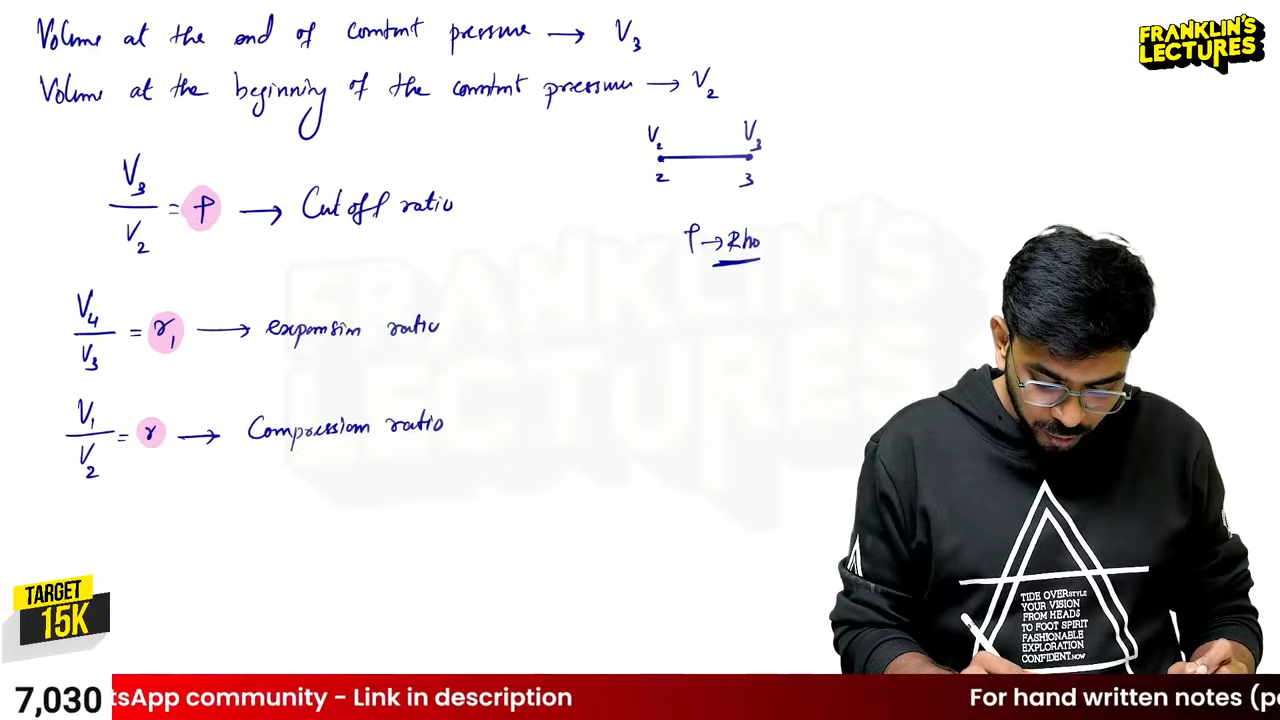 Volume at the end of constant pressure → V3
Volume at the beginning of the constant pressure → V2
FRANKLIN'S LECTURES
V2 V3
2 3
V3/V2 = ρ → Cut off ratio
ρ → Rho
V4/V3 = r1 → expansion ratio
V1/V2 = r → Compression ratio
FRANKLIN'S
LECTURES
TIDE OVER STYLE
YOUR VISION
FROM HEADS
TO FOOT SPIRIT
FASHIONABLE
EXPLORATION
CONFIDENT.NOW
TARGET
15K
7,030 tsApp community - Link in description For hand written notes (p